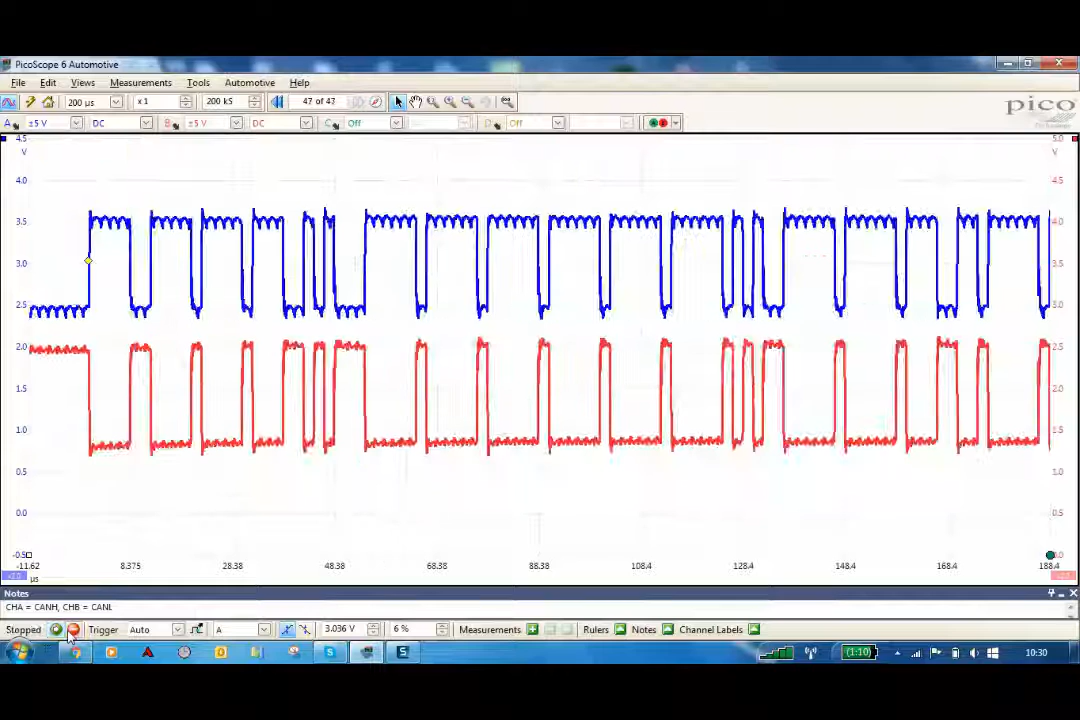 PicoScope 6 Automotive
File Edit Views Measurements Tools Automotive Help
200 µs x 1 200 kS 47 of 47
pico
A ±5 V DC B ±5 V DC C Off D Off
4.5 5.0
V V
4.0 4.5
3.5 4.0
3.0 3.5
2.5 3.0
2.0 2.5
1.5 2.0
1.0 1.5
0.5 1.0
0.0 0.5
-0.5
-11.62 8.375 28.38 48.38 68.38 88.38 108.4 128.4 148.4 168.4 188.4
µs
Notes
CHA = CANH, CHB = CANL
Stopped Trigger Auto A 3.036 V 6 % Measurements Rulers Notes Channel Labels
(1:10) 10:30